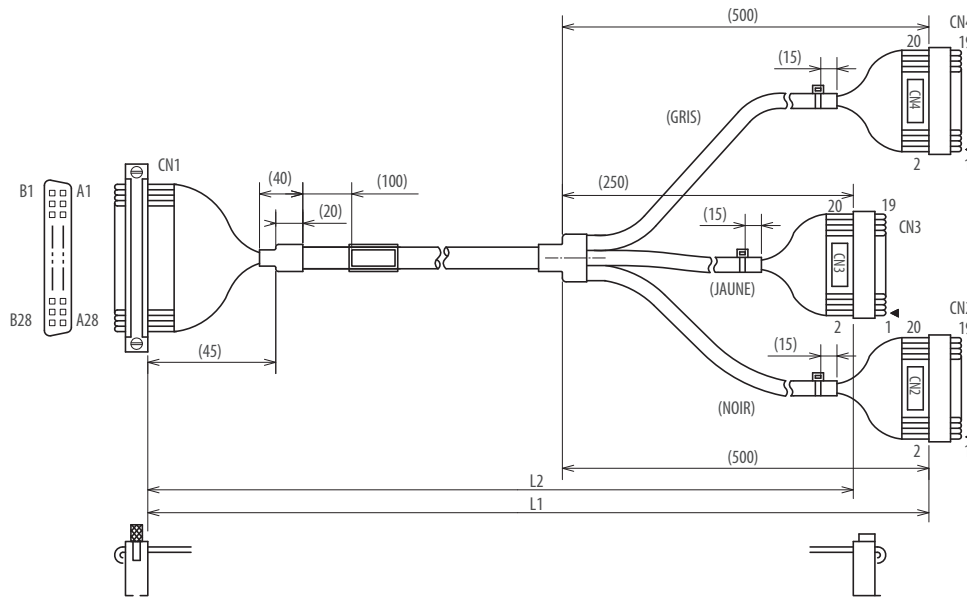 (500)
CN4
20
19
(15)
CN4
(GRIS)
2
CN1
B1
A1
(40)
(100)
(20)
(250)
20
19
(15)
CN3
CN3
(JAUNE)
2
1
B28
A28
(45)
CN2
20
19
(15)
CN2
(NOIR)
2
(500)
L2
L1